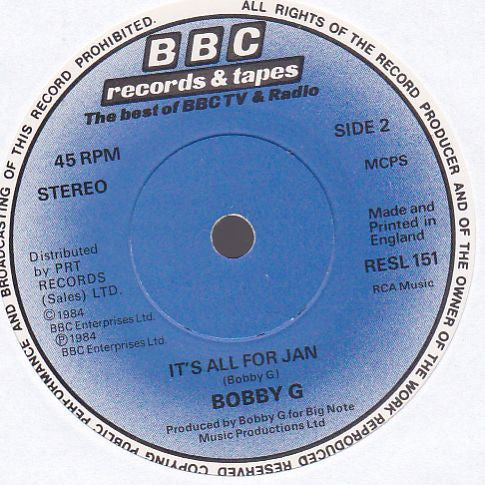 ALL RIGHTS OF THE RECORD PRODUCER AND OF THE OWNER OF THE WORK REPRODUCED RESERVED COPYING PUBLIC PERFORMANCE AND BROADCASTING OF THIS RECORD PROHIBITED.
BBC
records & tapes
The best of BBC TV & Radio
45 RPM
STEREO
SIDE 2
MCPS
Made and
Printed in
England
RESL 151
RCA Music
Distributed
by PRT
RECORDS
(Sales) LTD.
© 1984
BBC Enterprises Ltd.
℗ 1984
BBC Enterprises Ltd.
IT'S ALL FOR JAN
(Bobby G)
BOBBY G
Produced by Bobby G for Big Note
Music Productions Ltd